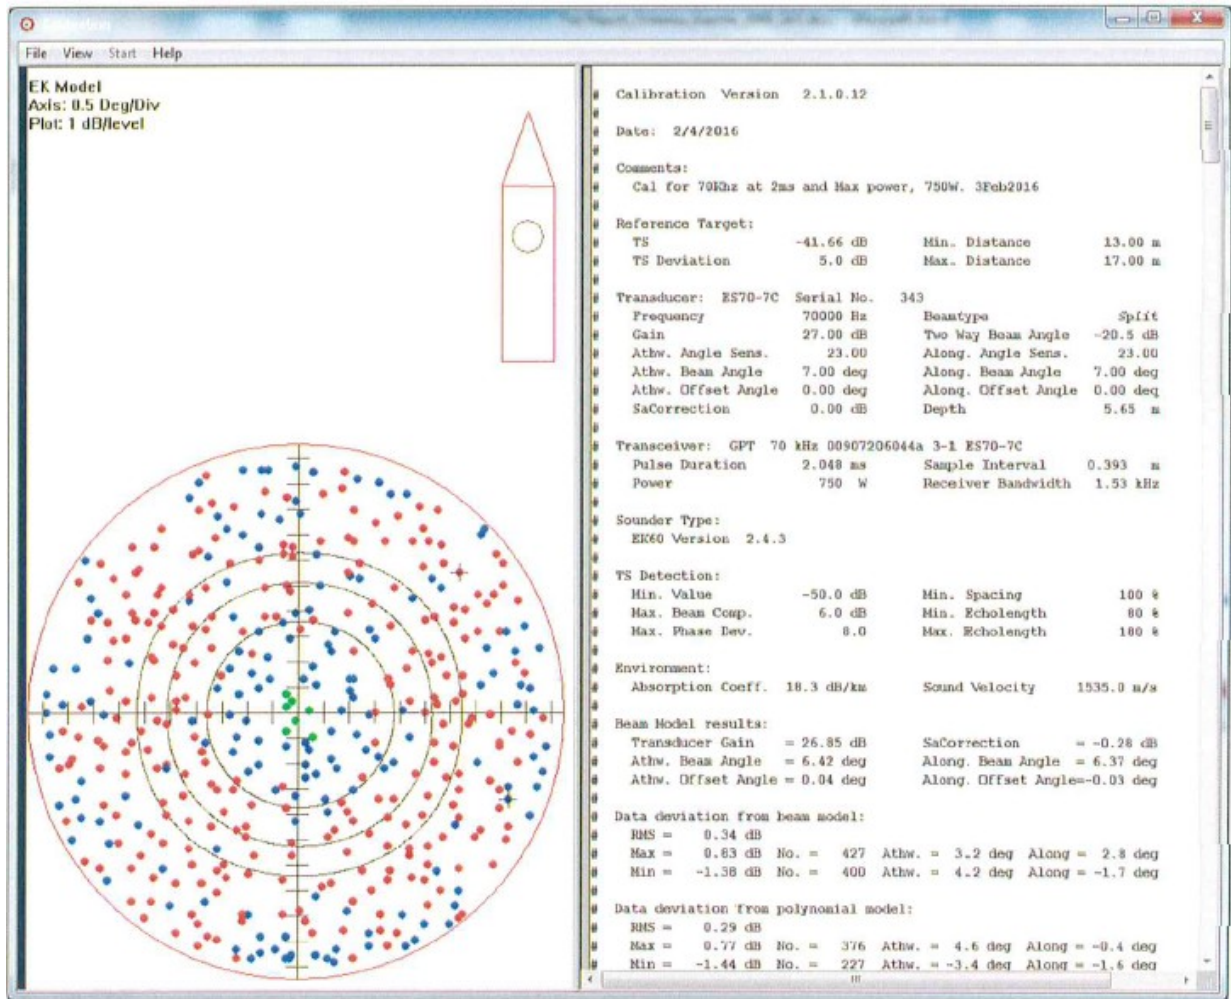 File View Start Help
EK Model
Axis: 0.5 Deg/Div
Plot: 1 dB/level
# Calibration Version 2.1.0.12
#
# Date: 2/4/2016
#
# Comments:
# Cal for 70Khz at 2ms and Max power, 750W. 3Feb2016
#
# Reference Target:
# TS -41.66 dB Min. Distance 13.00 m
# TS Deviation 5.0 dB Max. Distance 17.00 m
#
# Transducer: ES70-7C Serial No. 343
# Frequency 70000 Hz Beamtype Split
# Gain 27.00 dB Two Way Beam Angle -20.5 dB
# Athw. Angle Sens. 23.00 Along. Angle Sens. 23.00
# Athw. Beam Angle 7.00 deg Along. Beam Angle 7.00 deg
# Athw. Offset Angle 0.00 deg Along. Offset Angle 0.00 deg
# SaCorrection 0.00 dB Depth 5.65 m
#
# Transceiver: GPT 70 kHz 00907206044a 3-1 ES70-7C
# Pulse Duration 2.048 ms Sample Interval 0.393 m
# Power 750 W Receiver Bandwidth 1.53 kHz
#
# Sounder Type:
# EK60 Version 2.4.3
#
# TS Detection:
# Min. Value -50.0 dB Min. Spacing 100 %
# Max. Beam Comp. 6.0 dB Min. Echolength 80 %
# Max. Phase Dev. 8.0 Max. Echolength 180 %
#
# Environment:
# Absorption Coeff. 18.3 dB/km Sound Velocity 1535.0 m/s
#
# Beam Model results:
# Transducer Gain = 26.85 dB SaCorrection = -0.28 dB
# Athw. Beam Angle = 6.42 deg Along. Beam Angle = 6.37 deg
# Athw. Offset Angle = 0.04 deg Along. Offset Angle=-0.03 deg
#
# Data deviation from beam model:
# RMS = 0.34 dB
# Max = 0.83 dB No. = 427 Athw. = 3.2 deg Along = 2.8 deg
# Min = -1.38 dB No. = 400 Athw. = 4.2 deg Along = -1.7 deg
#
# Data deviation from polynomial model:
# RMS = 0.29 dB
# Max = 0.77 dB No. = 376 Athw. = 4.6 deg Along = -0.4 deg
# Min = -1.44 dB No. = 227 Athw. = -3.4 deg Along = -1.6 deg